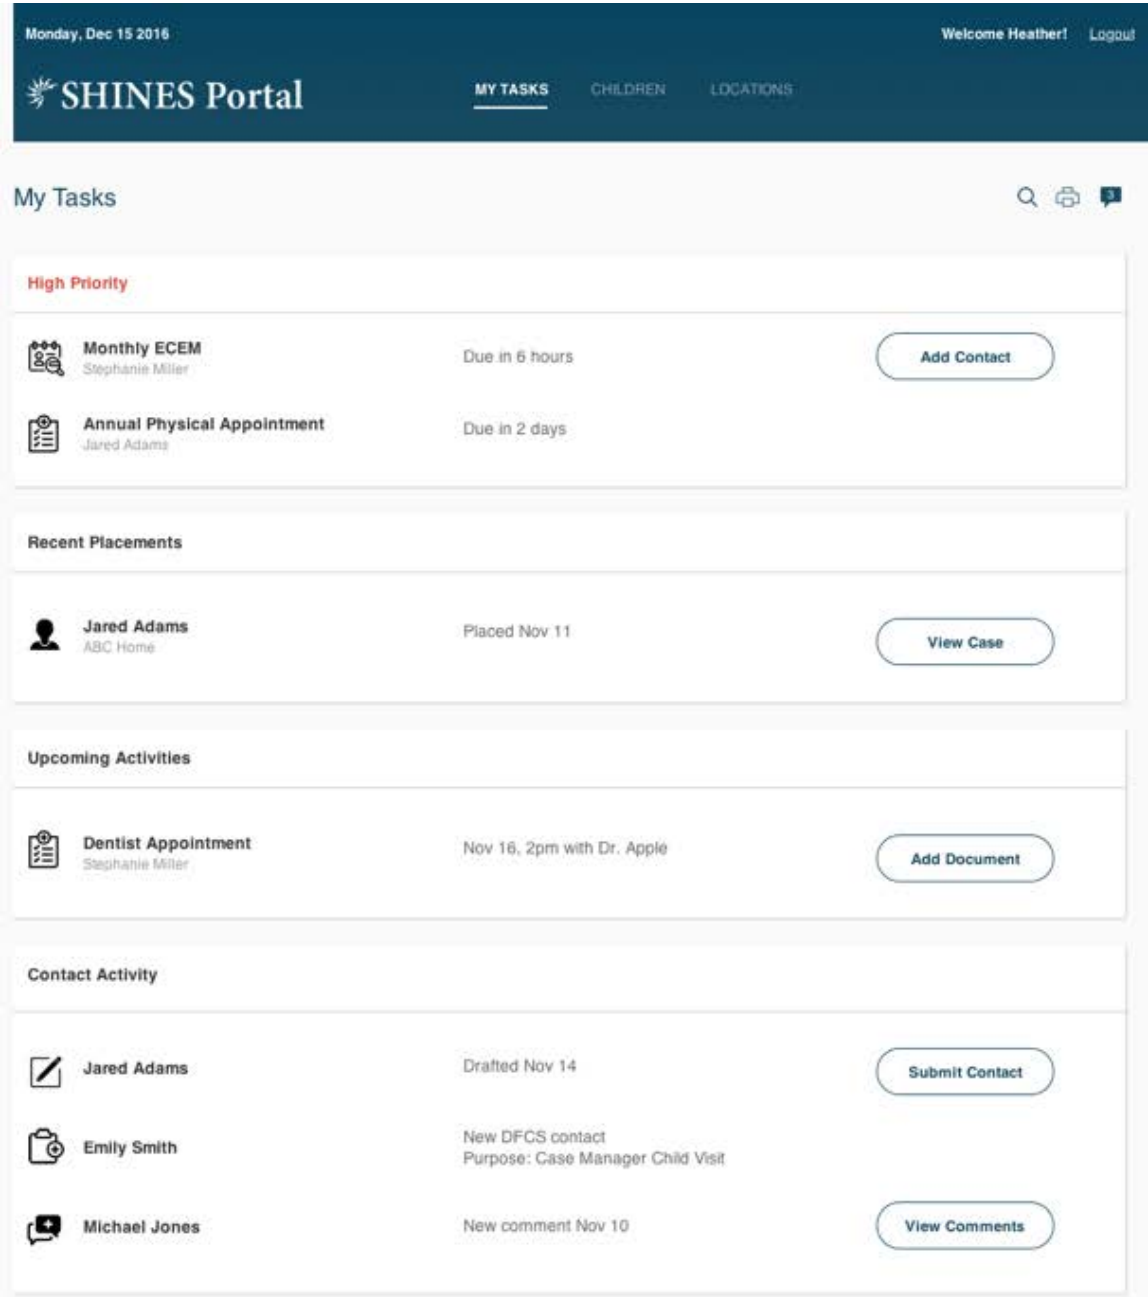 Monday, Dec 15 2016
Welcome Heather! Logout
SHINES Portal
MY TASKS CHILDREN LOCATIONS
My Tasks
3
High Priority
Monthly ECEM
Stephanie Miller
Due in 6 hours
Add Contact
Annual Physical Appointment
Jared Adams
Due in 2 days
Recent Placements
Jared Adams
ABC Home
Placed Nov 11
View Case
Upcoming Activities
Dentist Appointment
Stephanie Miller
Nov 16, 2pm with Dr. Apple
Add Document
Contact Activity
Jared Adams
Drafted Nov 14
Submit Contact
Emily Smith
New DFCS contact
Purpose: Case Manager Child Visit
Michael Jones
New comment Nov 10
View Comments